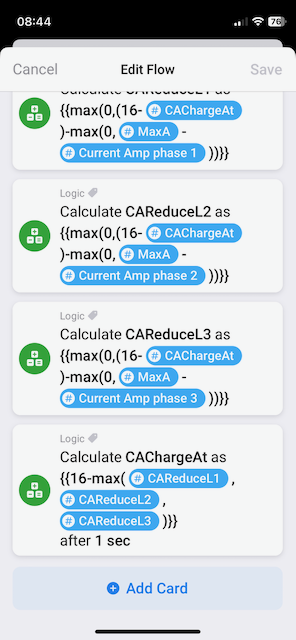 08:44
76
Cancel
Edit Flow
Save
Calculate CAReduceL1 as
{{max(0,(16- # CAChargeAt
)-max(0, # MaxA -
# Current Amp phase 1 ))}}
Logic
Calculate CAReduceL2 as
{{max(0,(16- # CAChargeAt
)-max(0, # MaxA -
# Current Amp phase 2 ))}}
Logic
Calculate CAReduceL3 as
{{max(0,(16- # CAChargeAt
)-max(0, # MaxA -
# Current Amp phase 3 ))}}
Logic
Calculate CAChargeAt as
{{16-max( # CAReduceL1 ,
# CAReduceL2 ,
# CAReduceL3 )}}
after 1 sec
Add Card